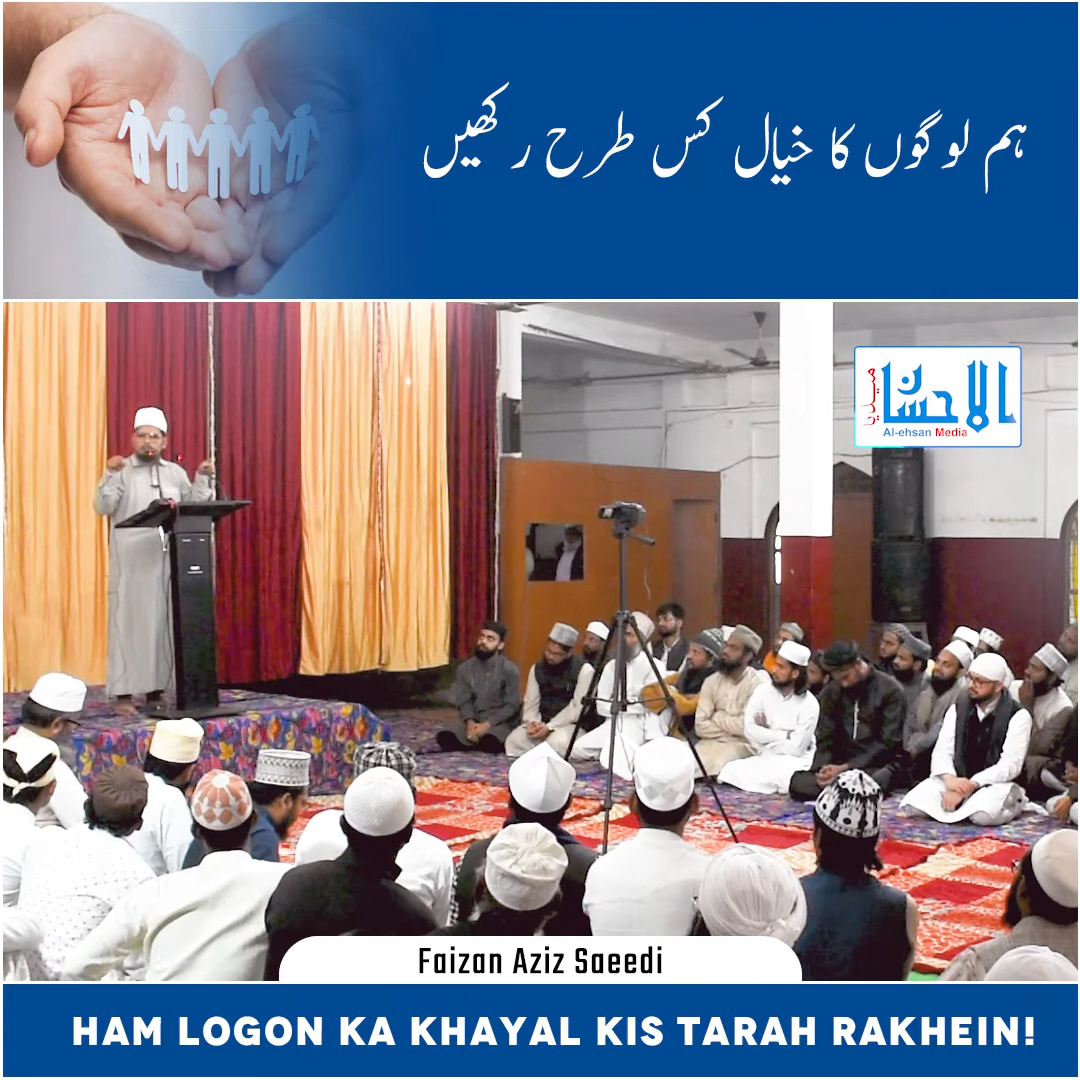 ہم لوگوں کا خیال کس طرح رکھیں
الاحسان
میڈیا
Al-ehsan Media
Faizan Aziz Saeedi
HAM LOGON KA KHAYAL KIS TARAH RAKHEIN!